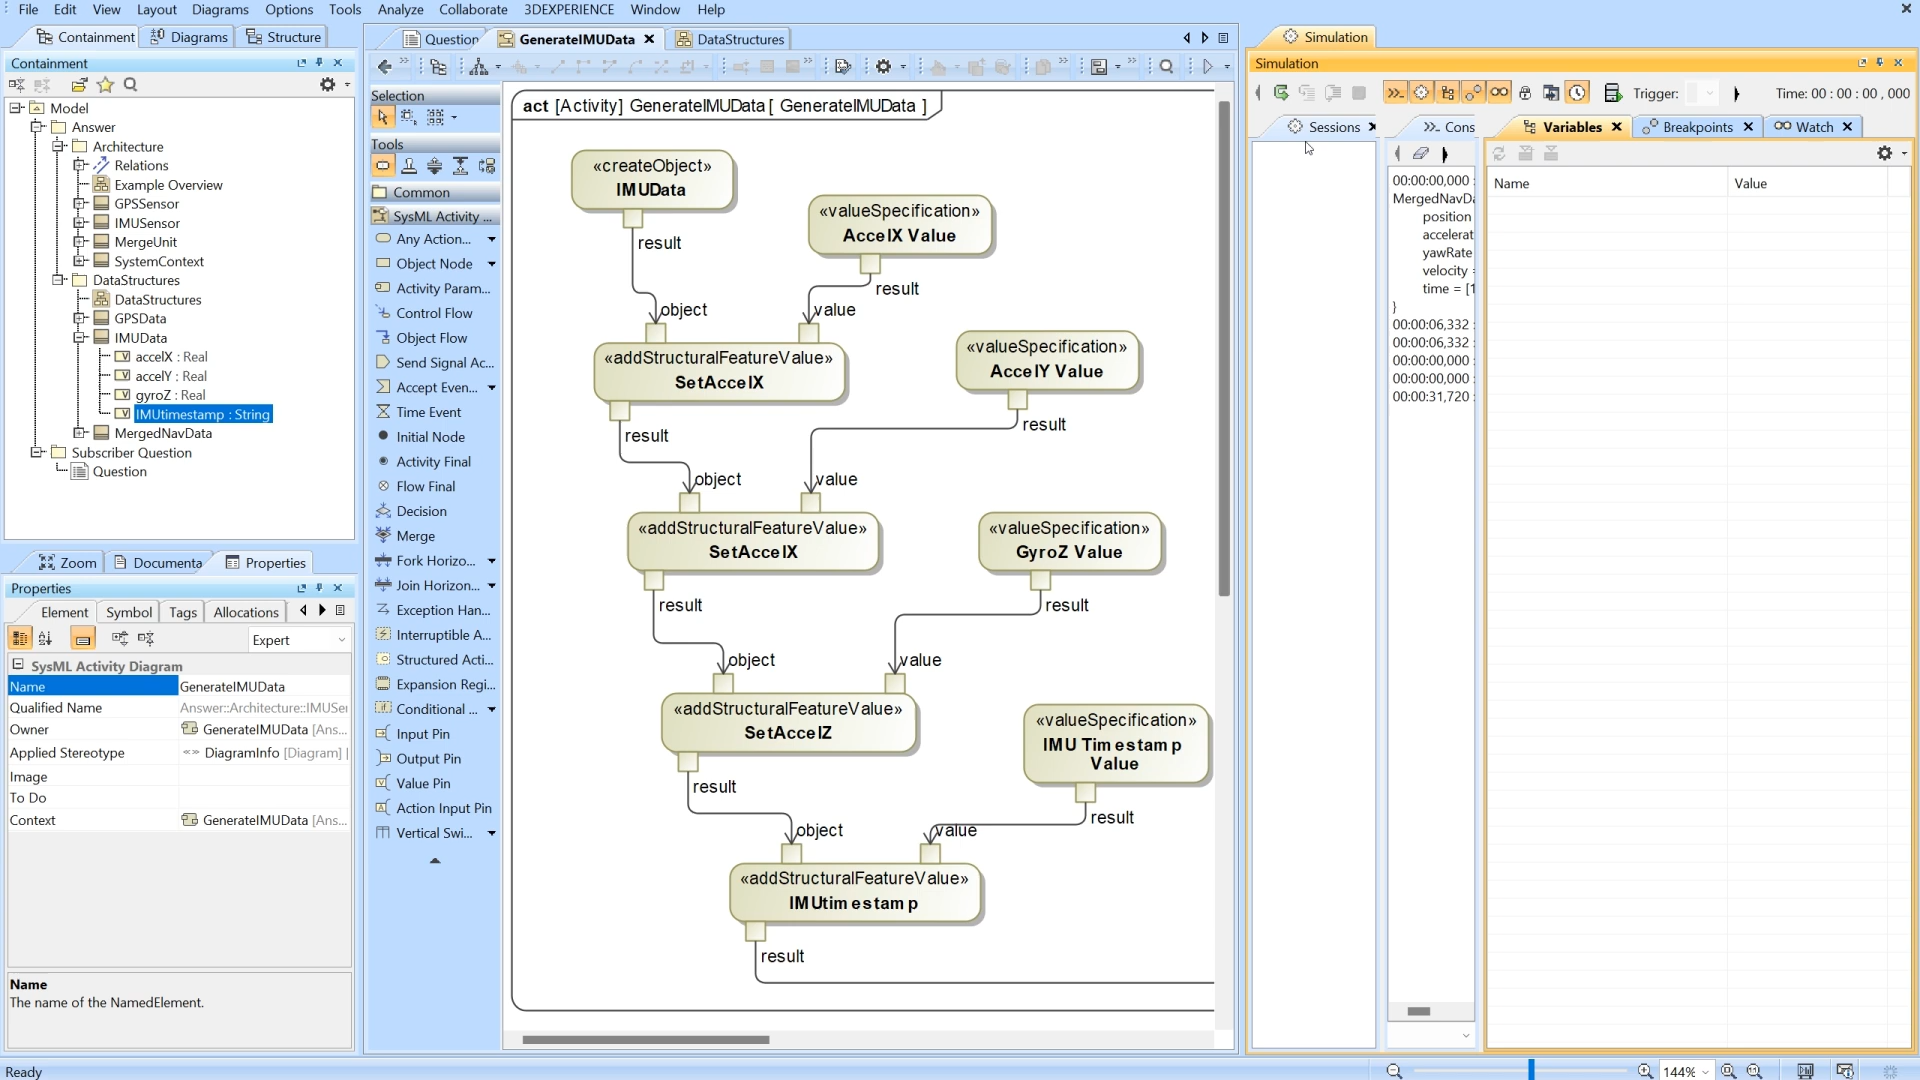 File Edit View Layout Diagrams Options Tools Analyze Collaborate 3DEXPERIENCE Window Help
Containment Diagrams Structure
Containment
Model
Answer
Architecture
Relations
Example Overview
GPSSensor
IMUSensor
MergeUnit
SystemContext
DataStructures
DataStructures
GPSData
IMUData
accelX : Real
accelY : Real
gyroZ : Real
IMUtimestamp : String
MergedNavData
Subscriber Question
Question
Zoom Documenta Properties
Properties
Element Symbol Tags Allocations
Expert
SysML Activity Diagram
Name GenerateIMUData
Qualified Name Answer::Architecture::IMUSe
Owner GenerateIMUData [Ans...
Applied Stereotype «» DiagramInfo [Diagram]
Image
To Do
Context GenerateIMUData [Ans...
Name
The name of the NamedElement.
Ready
Question GenerateIMUData DataStructures
Selection
Tools
Common
SysML Activity ...
Any Action...
Object Node
Activity Param...
Control Flow
Object Flow
Send Signal Ac...
Accept Even...
Time Event
Initial Node
Activity Final
Flow Final
Decision
Merge
Fork Horizo...
Join Horizon...
Exception Han...
Interruptible A...
Structured Acti...
Expansion Regi...
Conditional ...
Input Pin
Output Pin
Value Pin
Action Input Pin
Vertical Swi...
act [Activity] GenerateIMUData [ GenerateIMUData ]
«createObject»
IMUData
result
«valueSpecification»
AccelX Value
result
object
value
«addStructuralFeatureValue»
SetAccelX
result
«valueSpecification»
AccelY Value
result
object
value
«addStructuralFeatureValue»
SetAccelX
result
«valueSpecification»
GyroZ Value
result
object
value
«addStructuralFeatureValue»
SetAccelZ
result
«valueSpecification»
IMU Timestamp
Value
result
object
value
«addStructuralFeatureValue»
IMUtimestamp
result
Simulation
Simulation
Trigger:
Time: 00 : 00 : 00 , 000
Sessions Cons Variables Breakpoints Watch
00:00:00,000 :
MergedNavDa
position
accelerat
yawRate
velocity =
time = [1
}
00:00:06,332 :
00:00:06,332 :
00:00:00,000 :
00:00:00,000 :
00:00:31,720 :
Name Value
144%